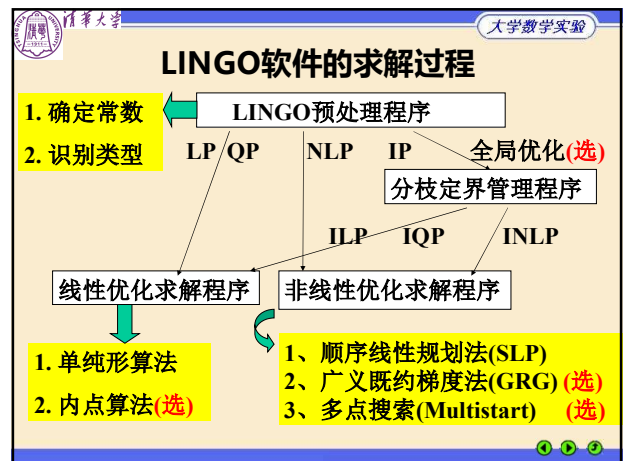 清华大学
大学数学实验
LINGO软件的求解过程
1. 确定常数
2. 识别类型
LINGO预处理程序
LP QP NLP IP 全局优化(选)
分枝定界管理程序
ILP IQP INLP
线性优化求解程序
非线性优化求解程序
1. 单纯形算法
2. 内点算法(选)
1、顺序线性规划法(SLP)
2、广义既约梯度法(GRG) (选)
3、多点搜索(Multistart) (选)